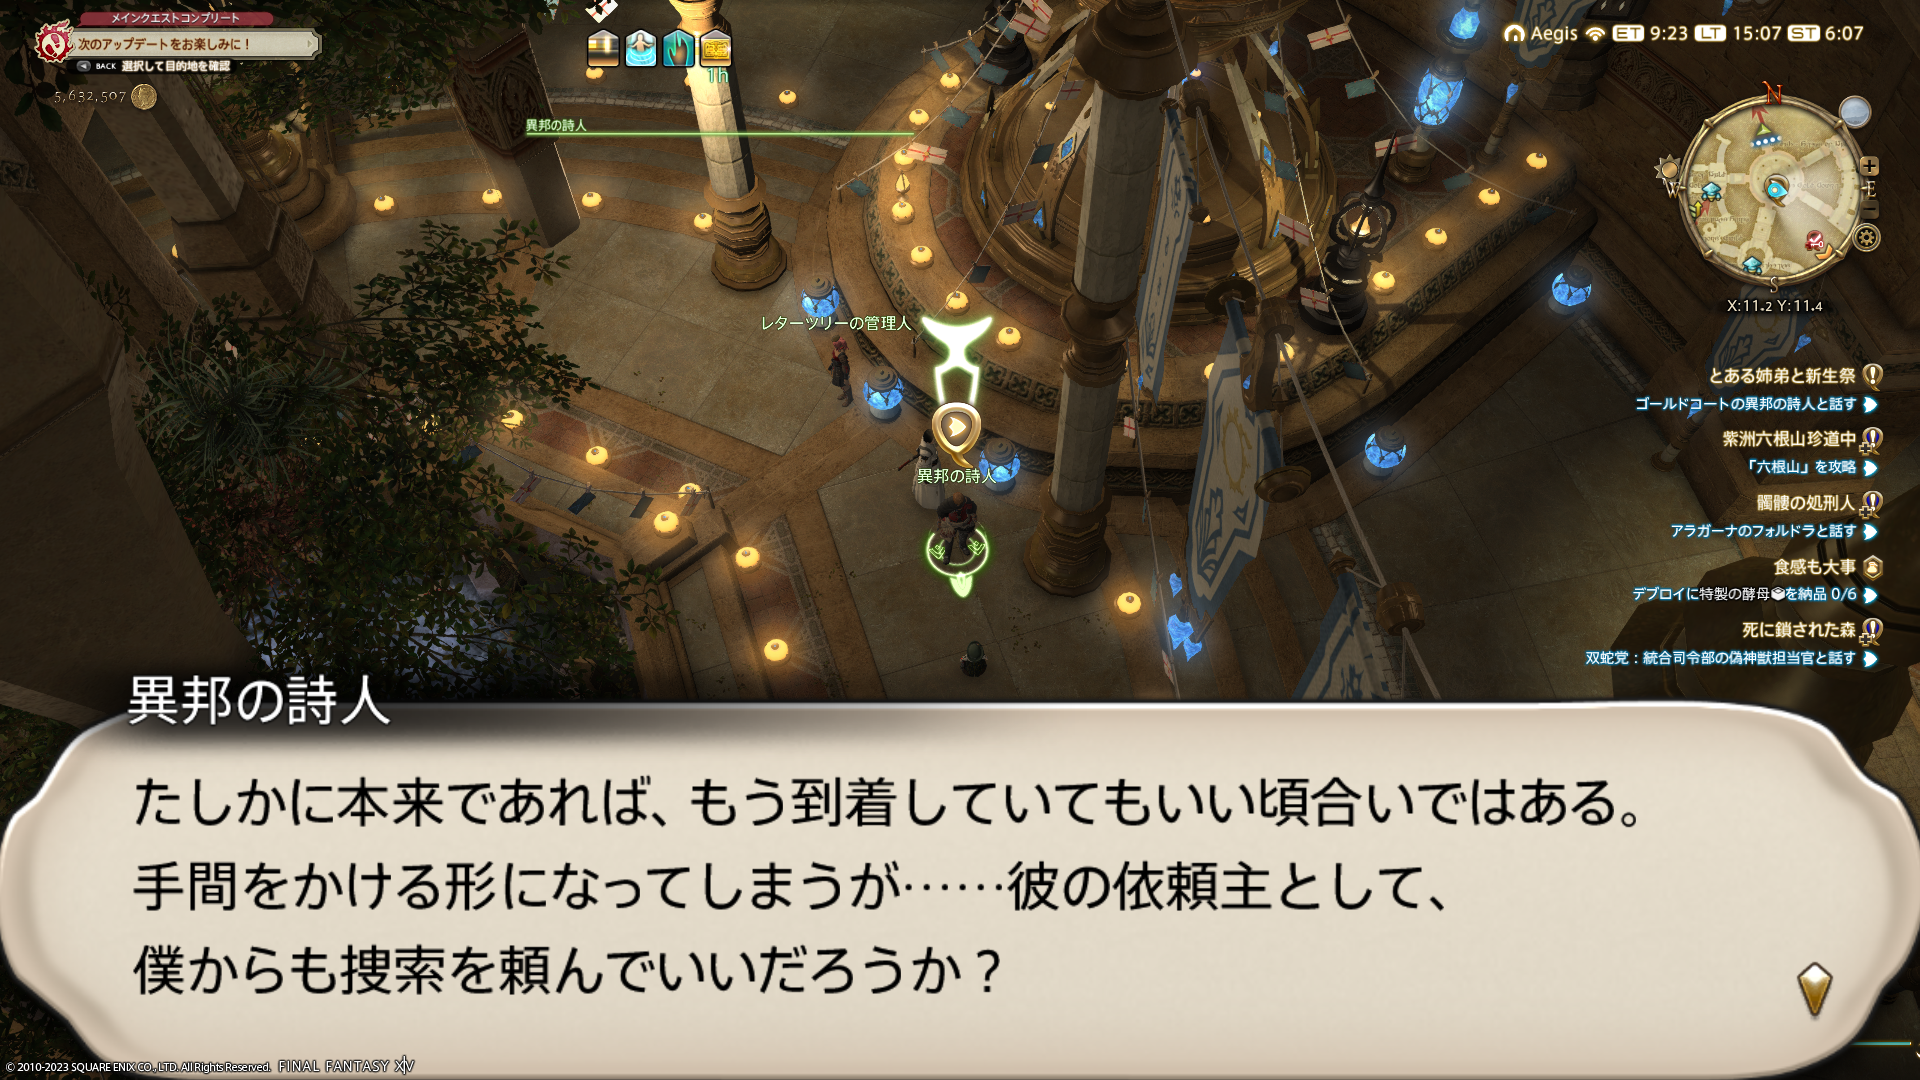 メインクエストコンプリート
次のアップデートをお楽しみに！
BACK 選択して目的地を確認
5,632,507
1h
異邦の詩人
Aegis ET 9:23 LT 15:07 ST 6:07
N
W
E
S
X:11.2 Y:11.4
レターツリーの管理人
異邦の詩人
とある姉弟と新生祭
ゴールドコートの異邦の詩人と話す
紫洲六根山珍道中
「六根山」を攻略
髑髏の処刑人
アラガーナのフォルドラと話す
食感も大事
デプロイに特製の酵母を納品 0/6
死に鎖された森
双蛇党：統合司令部の偽神獣担当官と話す
異邦の詩人
たしかに本来であれば、もう到着していてもいい頃合いではある。
手間をかける形になってしまうが……彼の依頼主として、
僕からも捜索を頼んでいいだろうか？
© 2010-2023 SQUARE ENIX CO., LTD. All Rights Reserved. FINAL FANTASY XIV